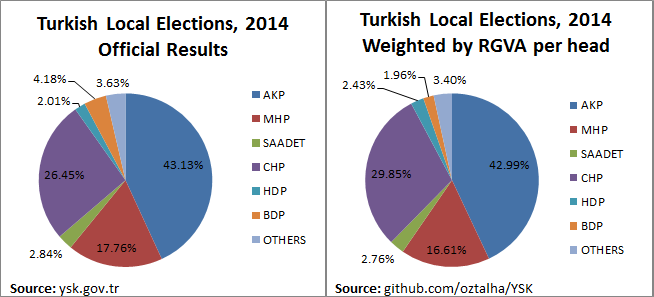 Turkish Local Elections, 2014
Official Results
4.18%
3.63%
2.01%
26.45%
43.13%
2.84%
17.76%
AKP
MHP
SAADET
CHP
HDP
BDP
OTHERS
Source: ysk.gov.tr
Turkish Local Elections, 2014
Weighted by RGVA per head
1.96%
3.40%
2.43%
29.85%
42.99%
2.76%
16.61%
AKP
MHP
SAADET
CHP
HDP
BDP
OTHERS
Source: github.com/oztalha/YSK